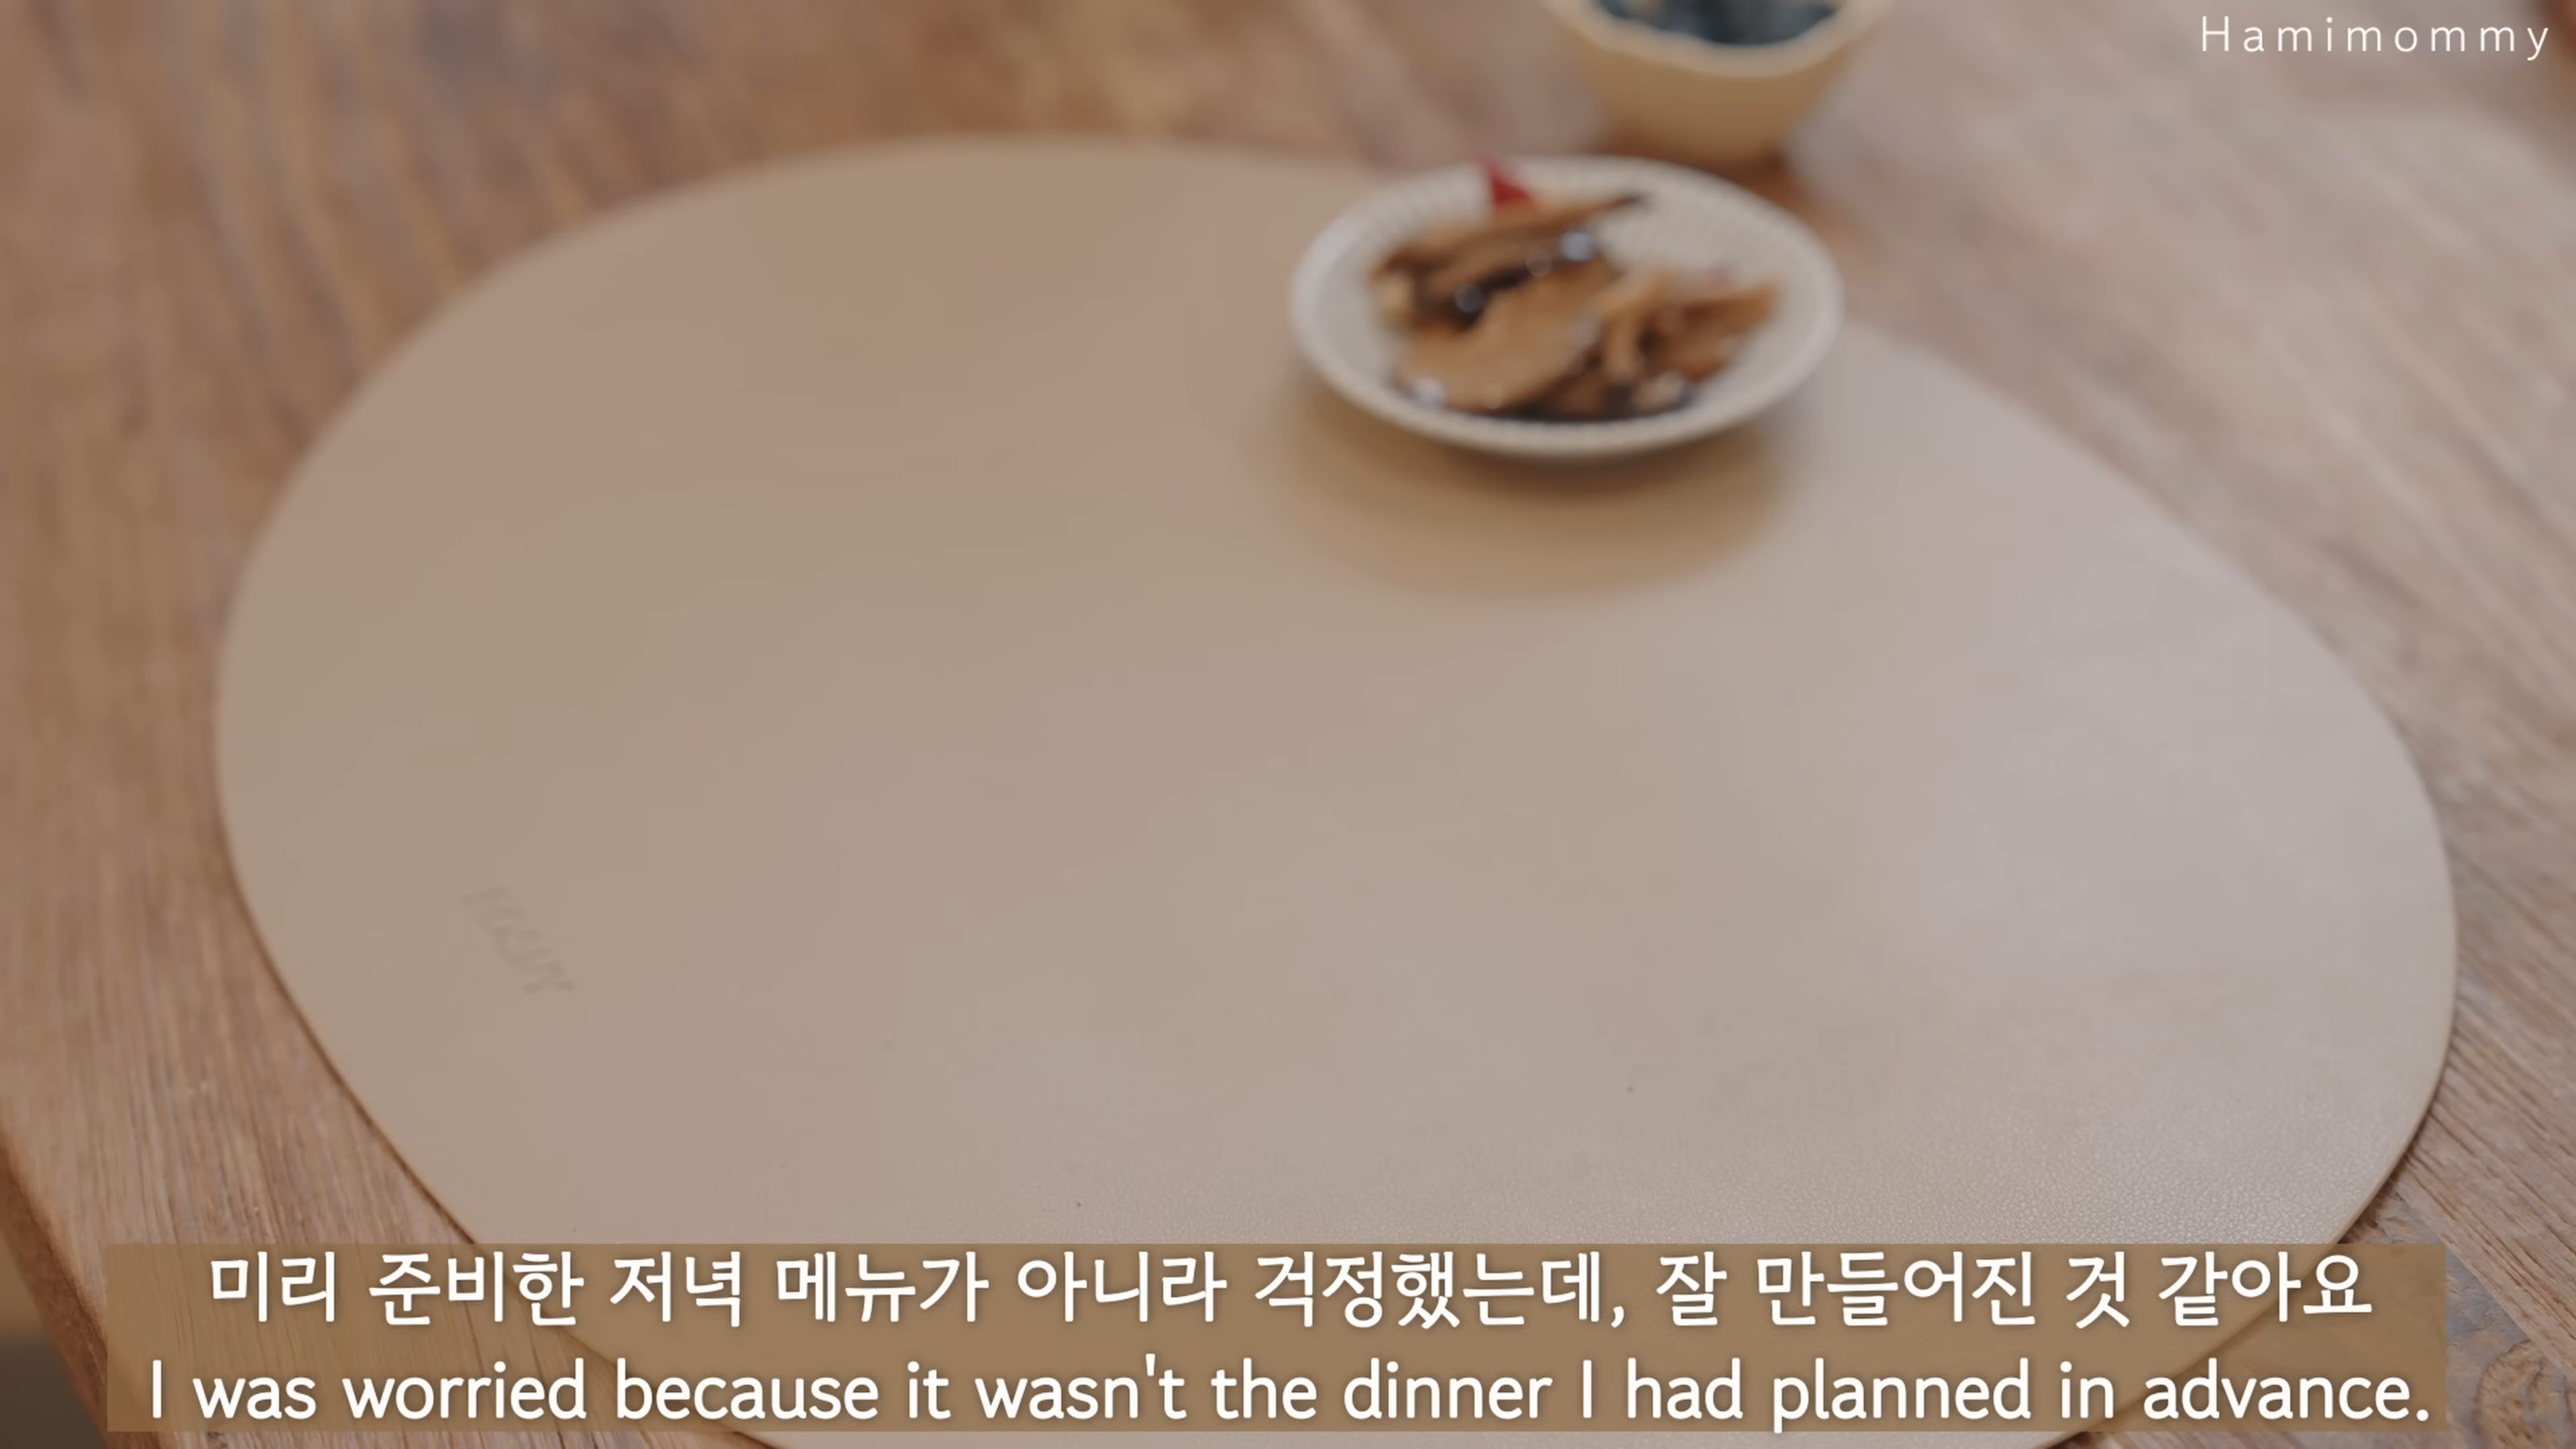 Hamimommy
미리 준비한 저녁 메뉴가 아니라 걱정했는데, 잘 만들어진 것 같아요
I was worried because it wasn't the dinner I had planned in advance.